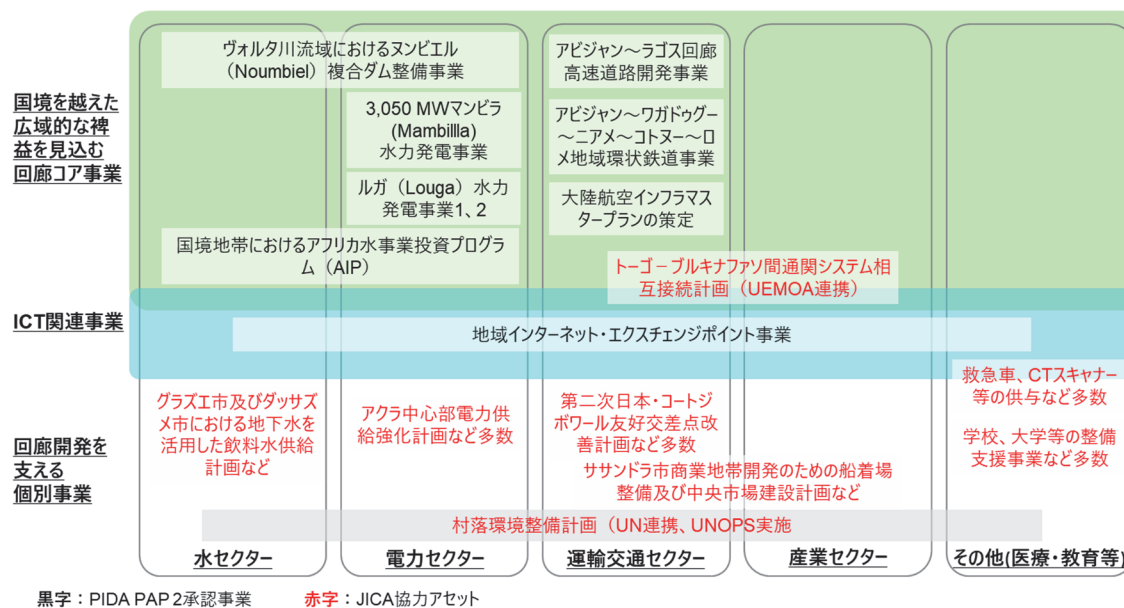 国境を越えた
広域的な裨
益を見込む
回廊コア事業
ヴォルタ川流域におけるヌンビエル
（Noumbiel）複合ダム整備事業
3,050 MWマンビラ
(Mambillla)
水力発電事業
ルガ（Louga）水力
発電事業1、2
国境地帯におけるアフリカ水事業投資プログラ
ム（AIP）
アビジャン～ラゴス回廊
高速道路開発事業
アビジャン～ワガドゥグー
～ニアメ～コトヌー～ロ
メ地域環状鉄道事業
大陸航空インフラマス
タープランの策定
トーゴ－ブルキナファソ間通関システム相
互接続計画（UEMOA連携）
ICT関連事業
地域インターネット・エクスチェンジポイント事業
回廊開発を
支える
個別事業
グラズエ市及びダッサズ
メ市における地下水を
活用した飲料水供給
計画など
アクラ中心部電力供
給強化計画など多数
第二次日本・コートジ
ボワール友好交差点改
善計画など多数
ササンドラ市商業地帯開発のための船着場
整備及び中央市場建設計画など
救急車、CTスキャナー
等の供与など多数
学校、大学等の整備
支援事業など多数
村落環境整備計画（UN連携、UNOPS実施
水セクター
電力セクター
運輸交通セクター
産業セクター
その他(医療・教育等)
黒字：PIDA PAP 2承認事業
赤字：JICA協力アセット